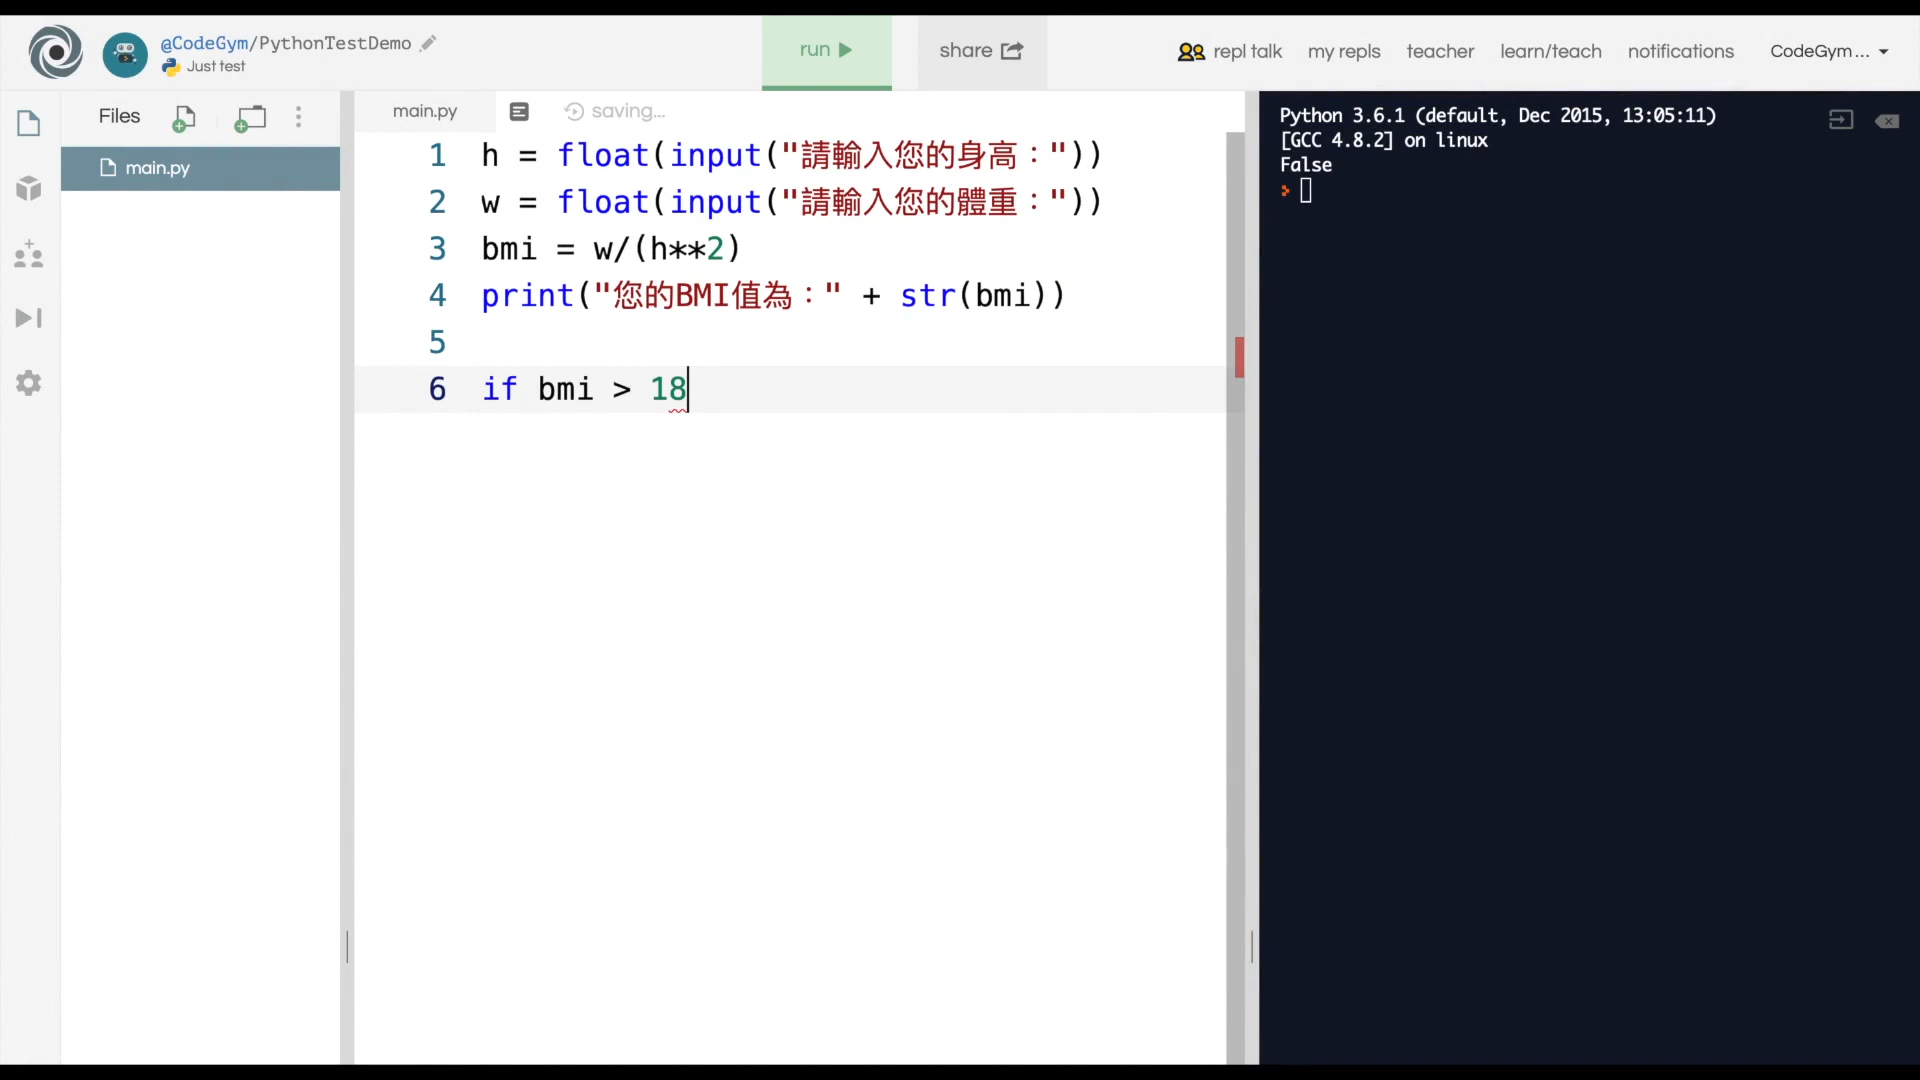 @CodeGym/PythonTestDemo
Just test
run
share
repl talk
my repls
teacher
learn/teach
notifications
CodeGym...
Files
main.py
main.py
saving...
1 h = float(input("請輸入您的身高："))
2 w = float(input("請輸入您的體重："))
3 bmi = w/(h**2)
4 print("您的BMI值為：" + str(bmi))
5
6 if bmi > 18
Python 3.6.1 (default, Dec 2015, 13:05:11)
[GCC 4.8.2] on linux
False